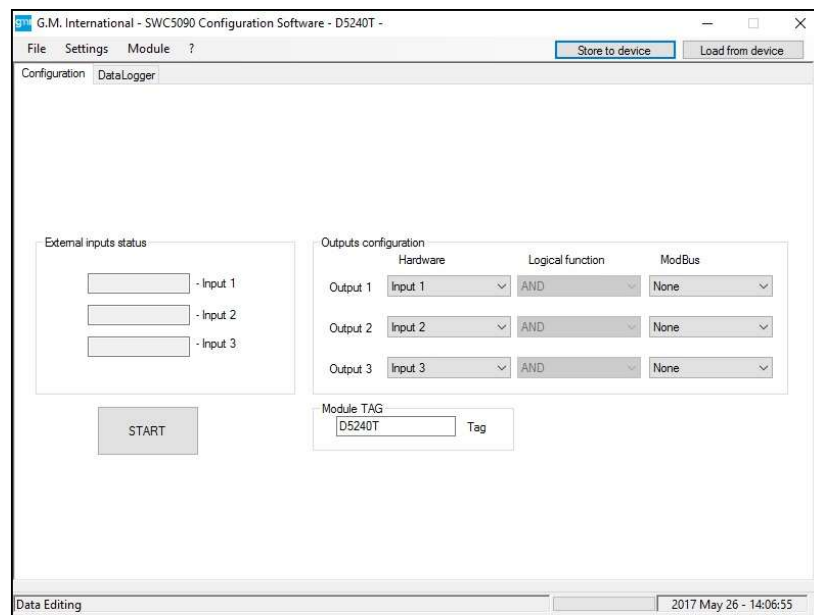 gmi G.M. International - SWC5090 Configuration Software - D5240T -
File Settings Module ? Store to device Load from device
Configuration DataLogger
External inputs status
- Input 1
- Input 2
- Input 3
Outputs configuration
Hardware Logical function ModBus
Output 1 Input 1 AND None
Output 2 Input 2 AND None
Output 3 Input 3 AND None
START
Module TAG
D5240T Tag
Data Editing 2017 May 26 - 14:06:55